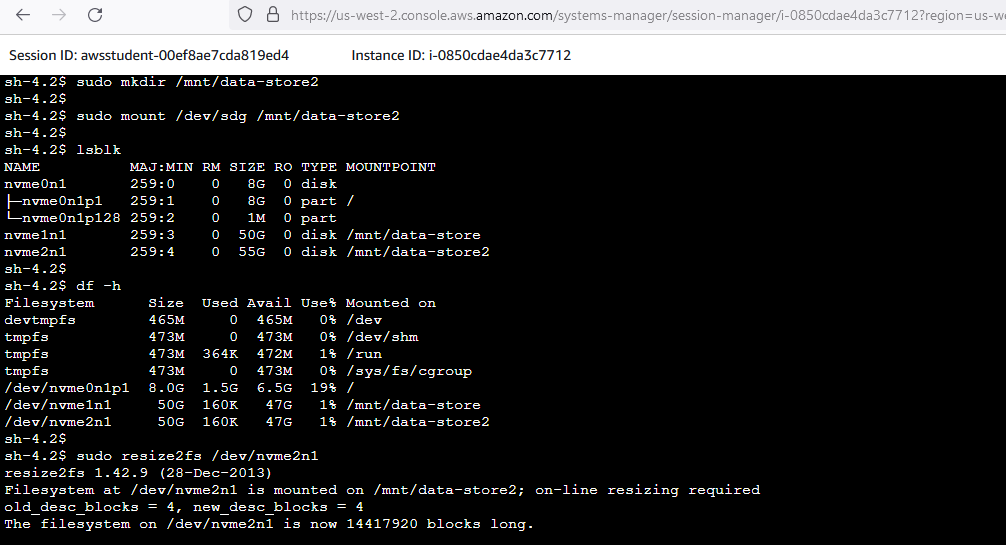 https://us-west-2.console.aws.amazon.com/systems-manager/session-manager/i-0850cdae4da3c7712?region=us-w
Session ID: awsstudent-00ef8ae7cda819ed4 Instance ID: i-0850cdae4da3c7712
sh-4.2$ sudo mkdir /mnt/data-store2
sh-4.2$
sh-4.2$ sudo mount /dev/sdg /mnt/data-store2
sh-4.2$
sh-4.2$ lsblk
NAME          MAJ:MIN RM SIZE RO TYPE MOUNTPOINT
nvme0n1       259:0    0   8G  0 disk
├─nvme0n1p1   259:1    0   8G  0 part /
└─nvme0n1p128 259:2    0   1M  0 part
nvme1n1       259:3    0  50G  0 disk /mnt/data-store
nvme2n1       259:4    0  55G  0 disk /mnt/data-store2
sh-4.2$
sh-4.2$ df -h
Filesystem      Size  Used Avail Use% Mounted on
devtmpfs        465M     0  465M   0% /dev
tmpfs           473M     0  473M   0% /dev/shm
tmpfs           473M  364K  472M   1% /run
tmpfs           473M     0  473M   0% /sys/fs/cgroup
/dev/nvme0n1p1  8.0G  1.5G  6.5G  19% /
/dev/nvme1n1     50G  160K   47G   1% /mnt/data-store
/dev/nvme2n1     50G  160K   47G   1% /mnt/data-store2
sh-4.2$
sh-4.2$ sudo resize2fs /dev/nvme2n1
resize2fs 1.42.9 (28-Dec-2013)
Filesystem at /dev/nvme2n1 is mounted on /mnt/data-store2; on-line resizing required
old_desc_blocks = 4, new_desc_blocks = 4
The filesystem on /dev/nvme2n1 is now 14417920 blocks long.